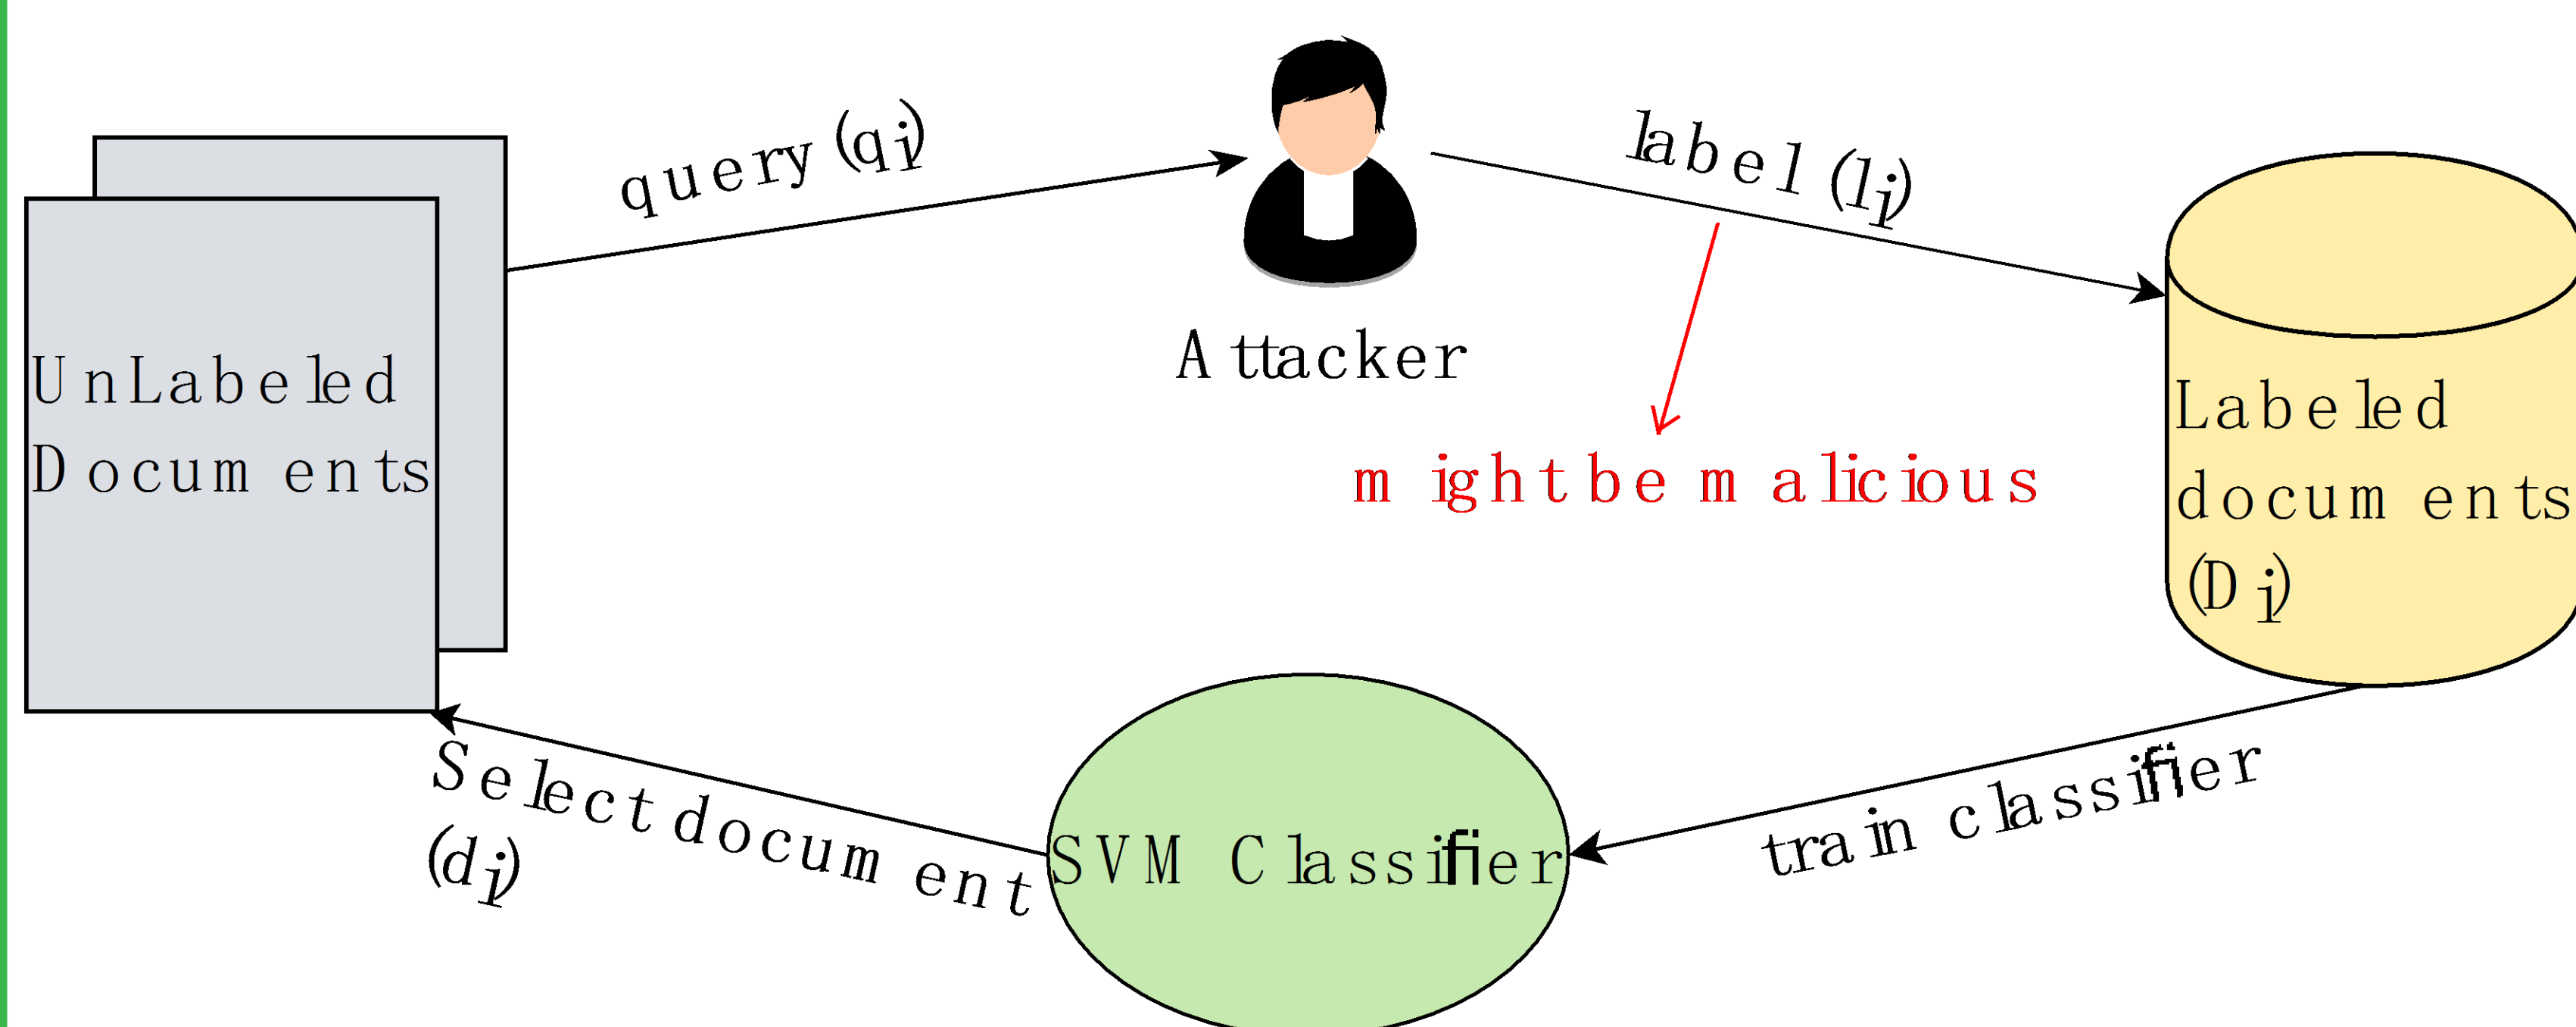 query (qi)
label (li)
Attacker
UnLabeled
Documents
might be malicious
Labeled
documents
(Di)
Select document
(di)
SVM Classifier
train classifier